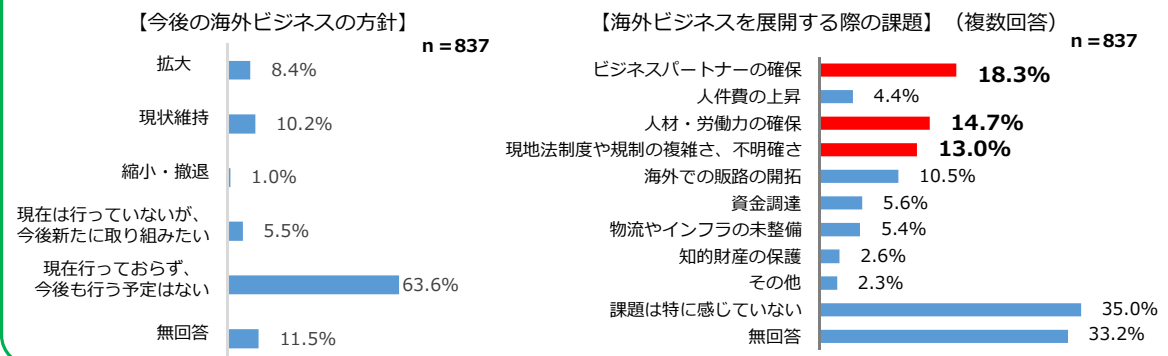 【今後の海外ビジネスの方針】
n＝837
拡大
8.4%
現状維持
10.2%
縮小・撤退
1.0%
現在は行っていないが、
今後新たに取り組みたい
5.5%
現在行っておらず、
今後も行う予定はない
63.6%
無回答
11.5%
【海外ビジネスを展開する際の課題】（複数回答）
n＝837
ビジネスパートナーの確保
18.3%
人件費の上昇
4.4%
人材・労働力の確保
14.7%
現地法制度や規制の複雑さ、不明確さ
13.0%
海外での販路の開拓
10.5%
資金調達
5.6%
物流やインフラの未整備
5.4%
知的財産の保護
2.6%
その他
2.3%
課題は特に感じていない
35.0%
無回答
33.2%